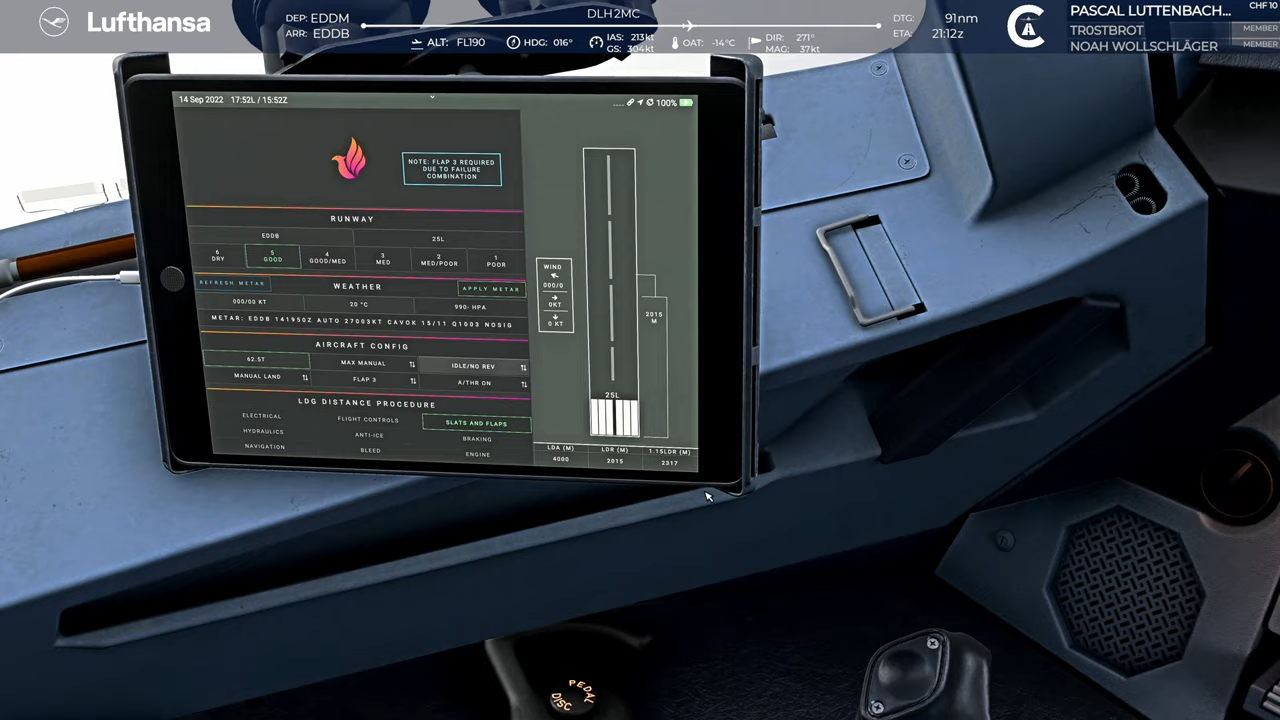 Lufthansa
DEP: EDDM
ARR: EDDB
DLH2MC
DTG: 91nm
ETA: 21:12z
ALT: FL190
HDG: 016°
IAS: 213kt
GS: 304kt
OAT: -14°C
DIR: 271°
MAG: 37kt
CHF 10
PASCAL LUTTENBACH...
TR0STBROT
MEMBER
NOAH WOLLSCHLÄGER
MEMBER
14 Sep 2022 17:52L / 15:52Z
100%
NOTE: FLAP 3 REQUIRED
DUE TO FAILURE
COMBINATION
RUNWAY
EDDB 25L
6 DRY
5 GOOD
4 GOOD/MED
3 MED
2 MED/POOR
1 POOR
REFRESH METAR
WEATHER
APPLY METAR
000/00 KT 20 °C 990- HPA
METAR: EDDB 141950Z AUTO 27003KT CAVOK 15/11 Q1003 NOSIG
AIRCRAFT CONFIG
62.5T MAX MANUAL IDLE/NO REV
MANUAL LAND FLAP 3 A/THR ON
LDG DISTANCE PROCEDURE
ELECTRICAL FLIGHT CONTROLS SLATS AND FLAPS
HYDRAULICS ANTI-ICE BRAKING
NAVIGATION BLEED ENGINE
WIND
000/0
0KT
0 KT
2015
M
25L
LDA (M) LDR (M) 1.15LDR (M)
4000 2015 2317
PEDAL
DISC